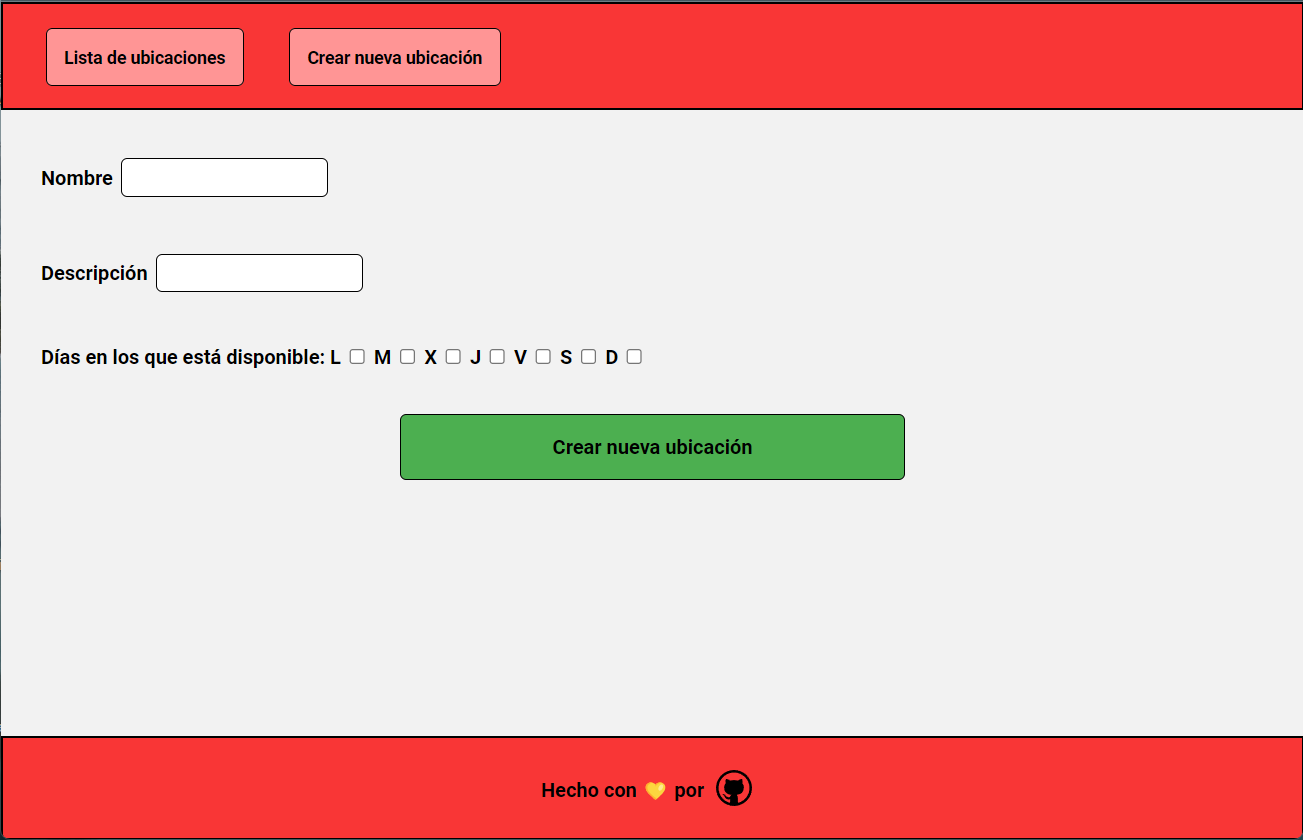 Lista de ubicaciones Crear nueva ubicación
Nombre
Descripción
Días en los que está disponible: L M X J V S D
Crear nueva ubicación
Hecho con 💛 por